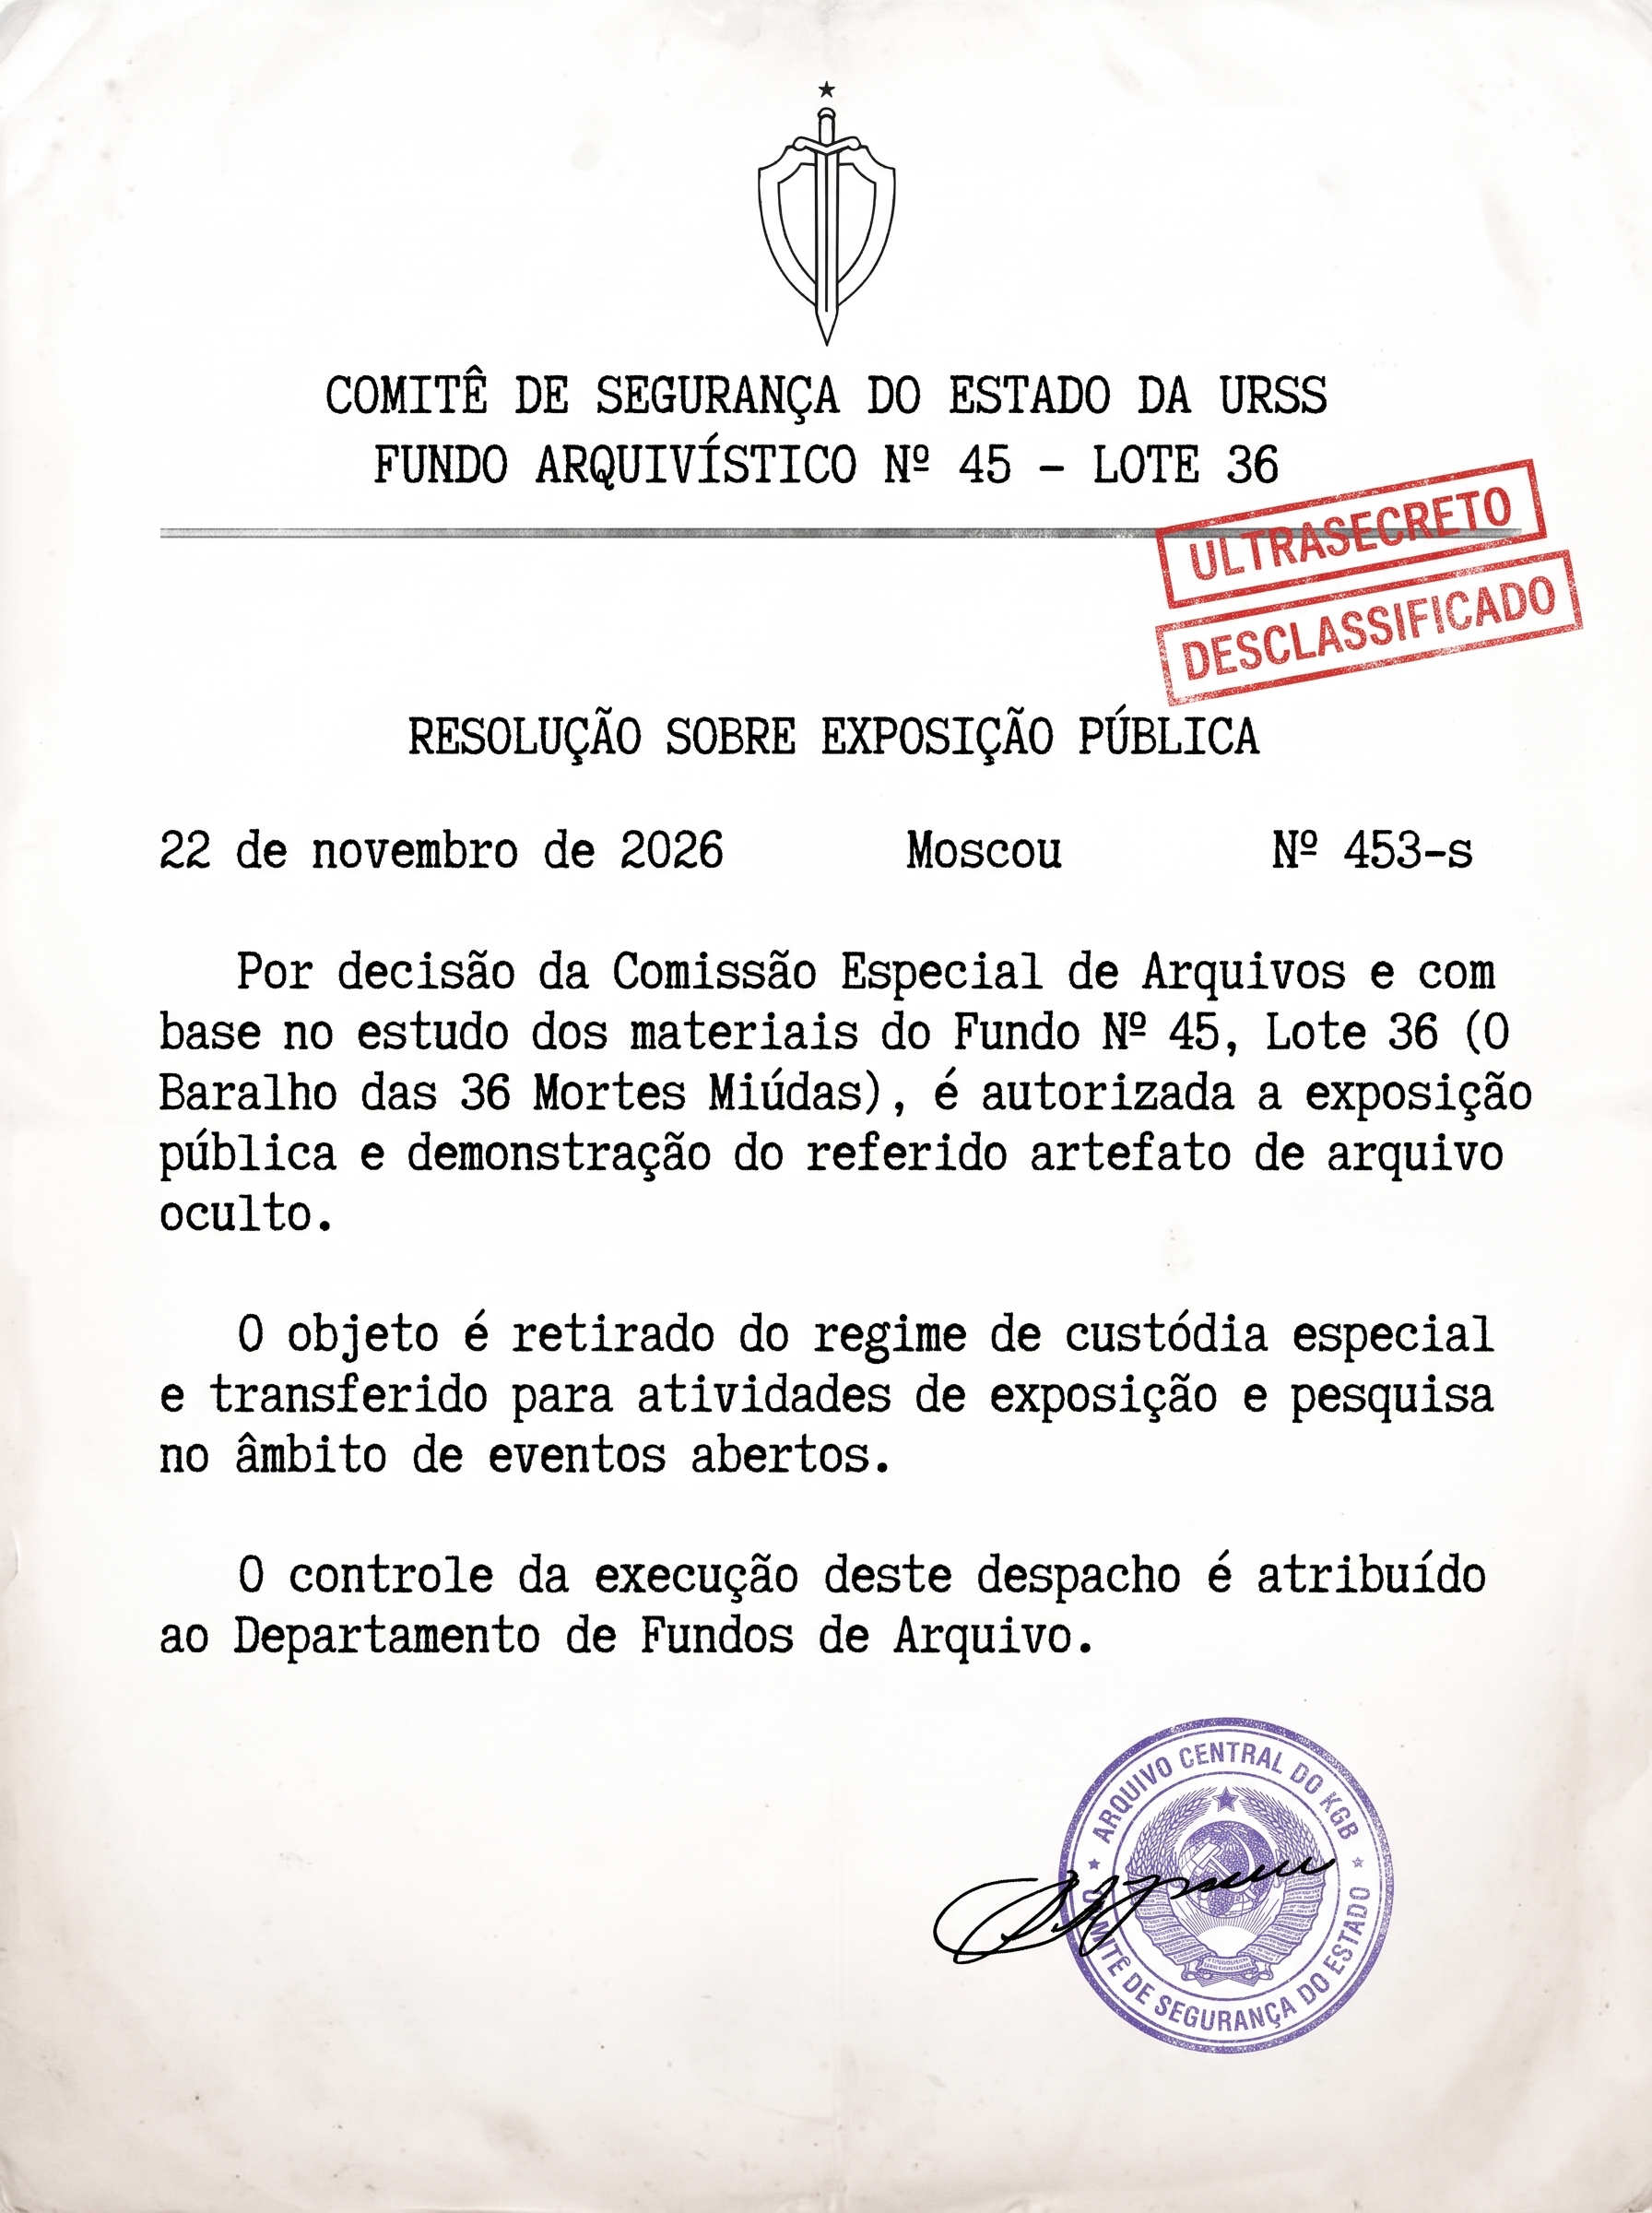 COMITÊ DE SEGURANÇA DO ESTADO DA URSS
FUNDO ARQUIVÍSTICO Nº 45 – LOTE 36
ULTRASECRETO
DESCLASSIFICADO
RESOLUÇÃO SOBRE EXPOSIÇÃO PÚBLICA
22 de novembro de 2026 Moscou Nº 453-s
Por decisão da Comissão Especial de Arquivos e com
base no estudo dos materiais do Fundo Nº 45, Lote 36 (O
Baralho das 36 Mortes Miúdas), é autorizada a exposição
pública e demonstração do referido artefato de arquivo
oculto.
O objeto é retirado do regime de custódia especial
e transferido para atividades de exposição e pesquisa
no âmbito de eventos abertos.
O controle da execução deste despacho é atribuído
ao Departamento de Fundos de Arquivo.
ARQUIVO CENTRAL DO KGB
DE SEGURANÇA DO ESTADO